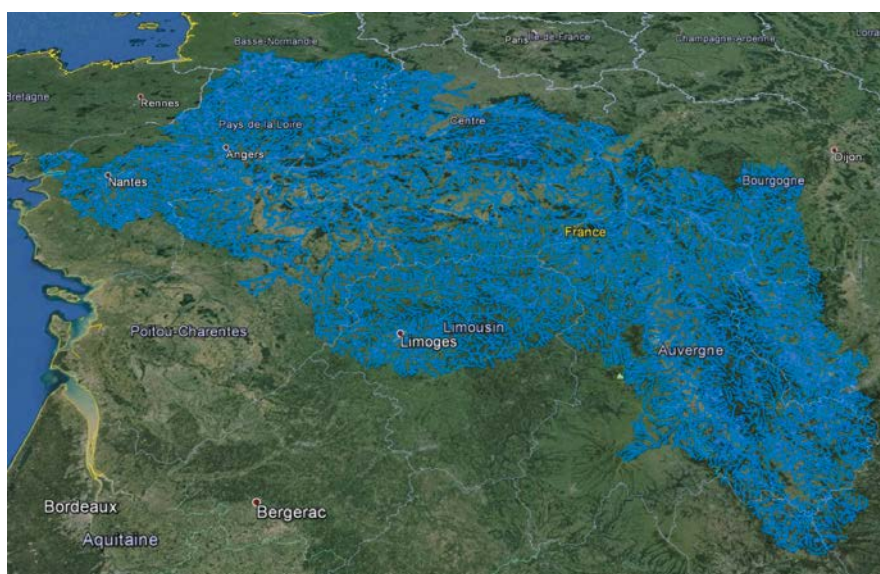 Basse-Normandie
Paris
Île-de-France
Champagne-Ardenne
Lorra
Bretagne
Rennes
Pays de la Loire
Centre
Angers
Dijon
Nantes
Bourgogne
France
Poitou-Charentes
Limousin
Limoges
Auvergne
Bordeaux
Bergerac
Aquitaine